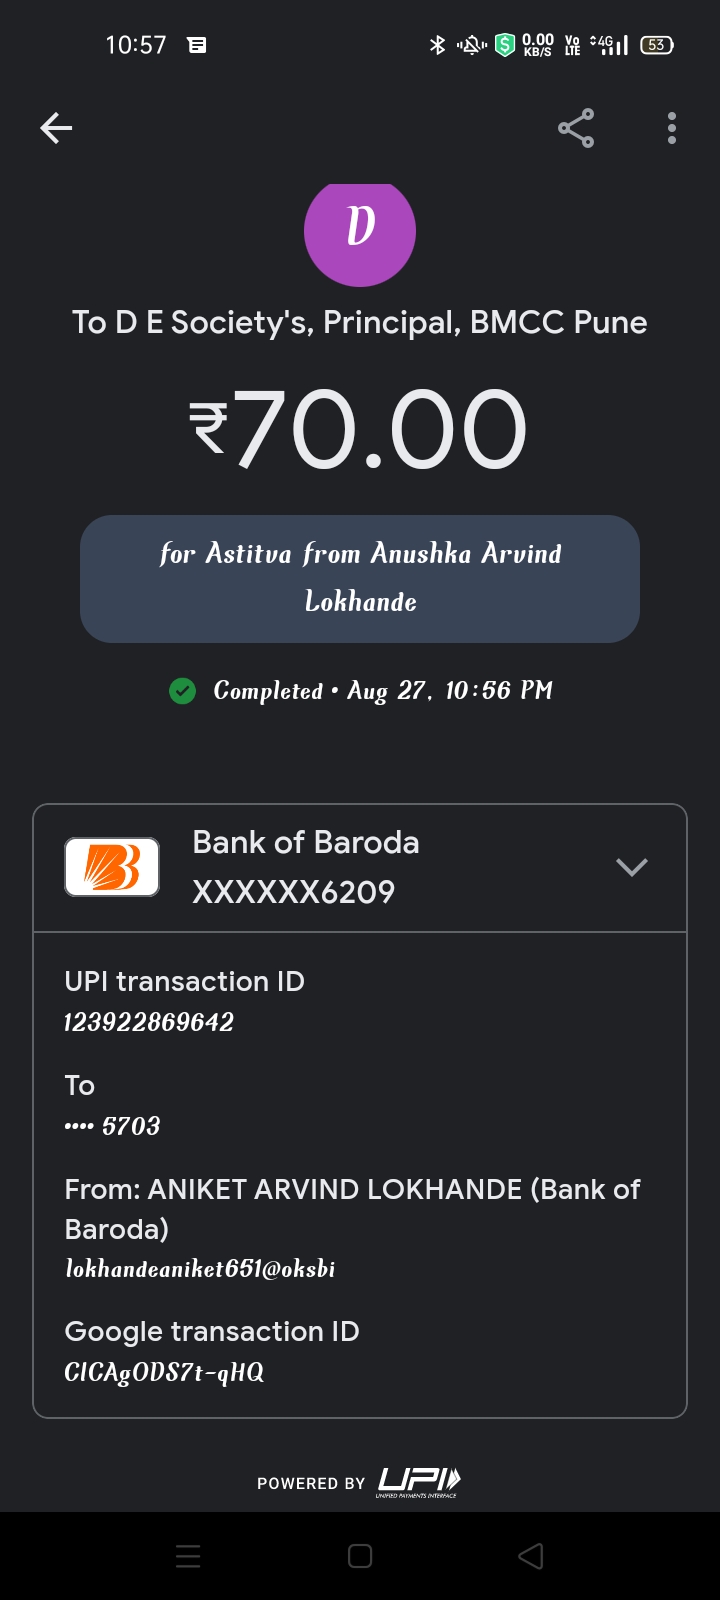 10:57
0.00 KB/S
Vo LTE
4G
53
D
To D E Society's, Principal, BMCC Pune
₹70.00
for Astitva from Anushka Arvind
Lokhande
Completed • Aug 27, 10:56 PM
Bank of Baroda
XXXXXX6209
UPI transaction ID
123922869642
To
•••• 5703
From: ANIKET ARVIND LOKHANDE (Bank of
Baroda)
lokhandeaniket651@oksbi
Google transaction ID
CICAgODS7t-qHQ
POWERED BY UPI
UNIFIED PAYMENTS INTERFACE